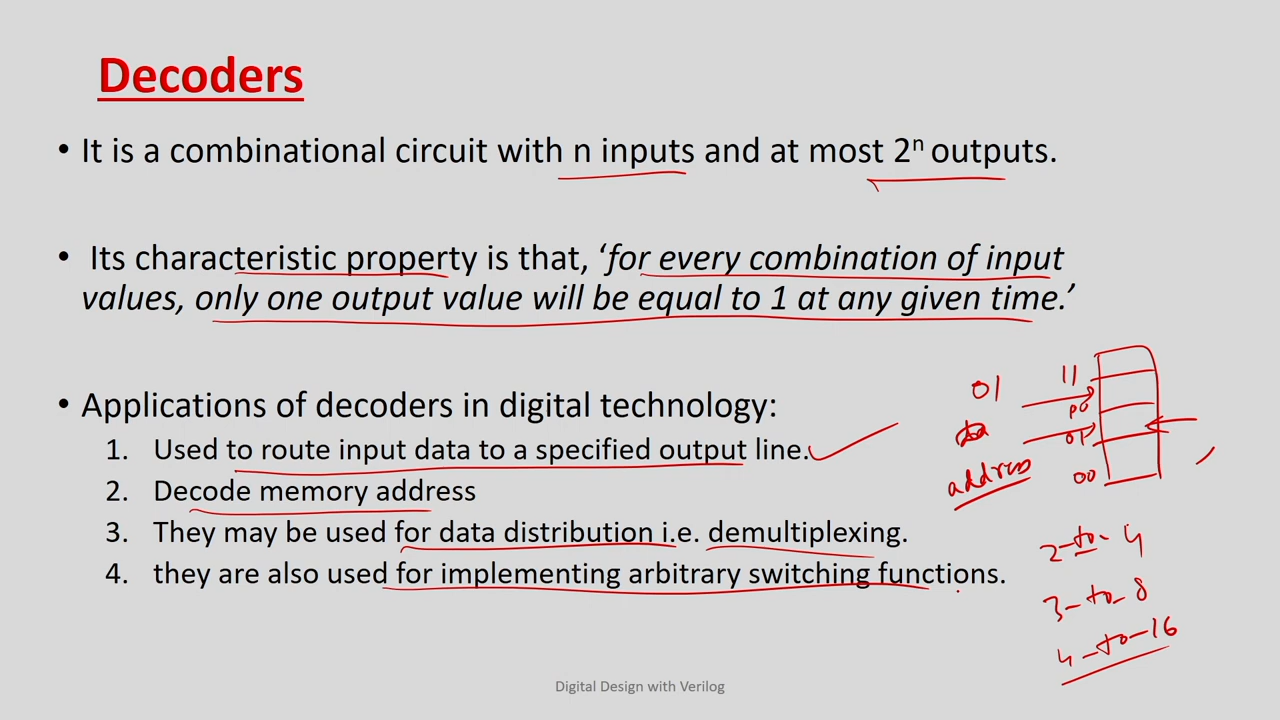 Decoders
• It is a combinational circuit with n inputs and at most 2ⁿ outputs.
• Its characteristic property is that, ‘for every combination of input
values, only one output value will be equal to 1 at any given time.’
• Applications of decoders in digital technology:
1. Used to route input data to a specified output line.
2. Decode memory address
3. They may be used for data distribution i.e. demultiplexing.
4. they are also used for implementing arbitrary switching functions.
01
11
10
01
00
address
2-to-4
3-to-8
4-to-16
Digital Design with Verilog